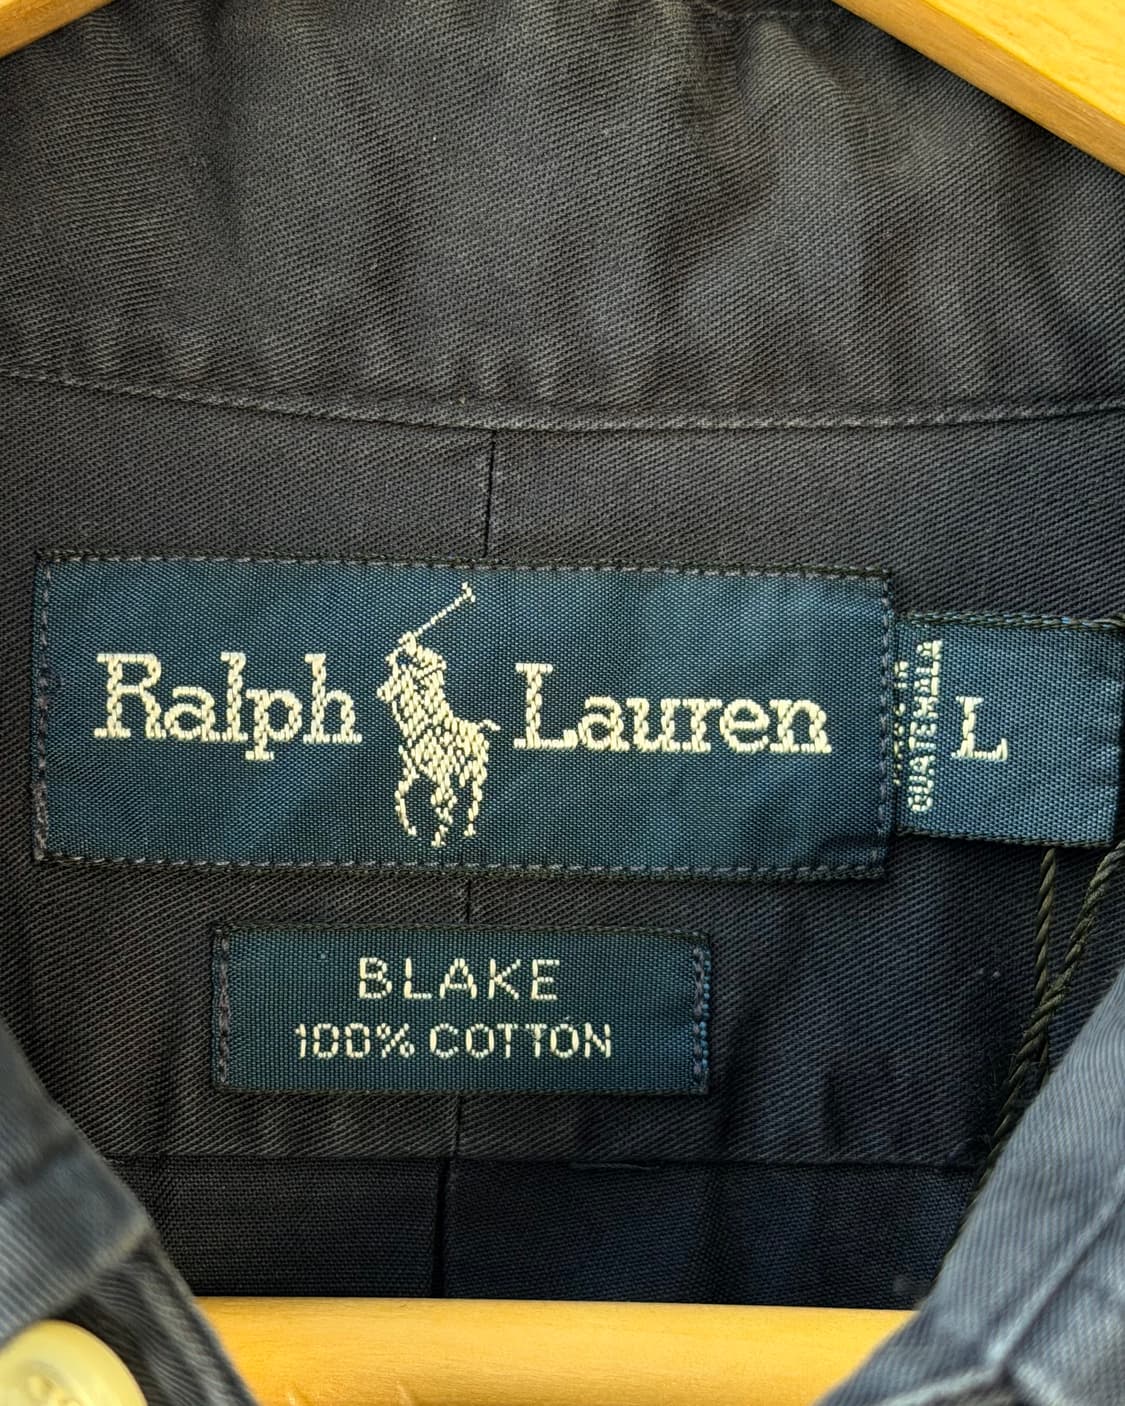 Ralph Lauren
GUATEMALA
L
BLAKE
100% COTTON